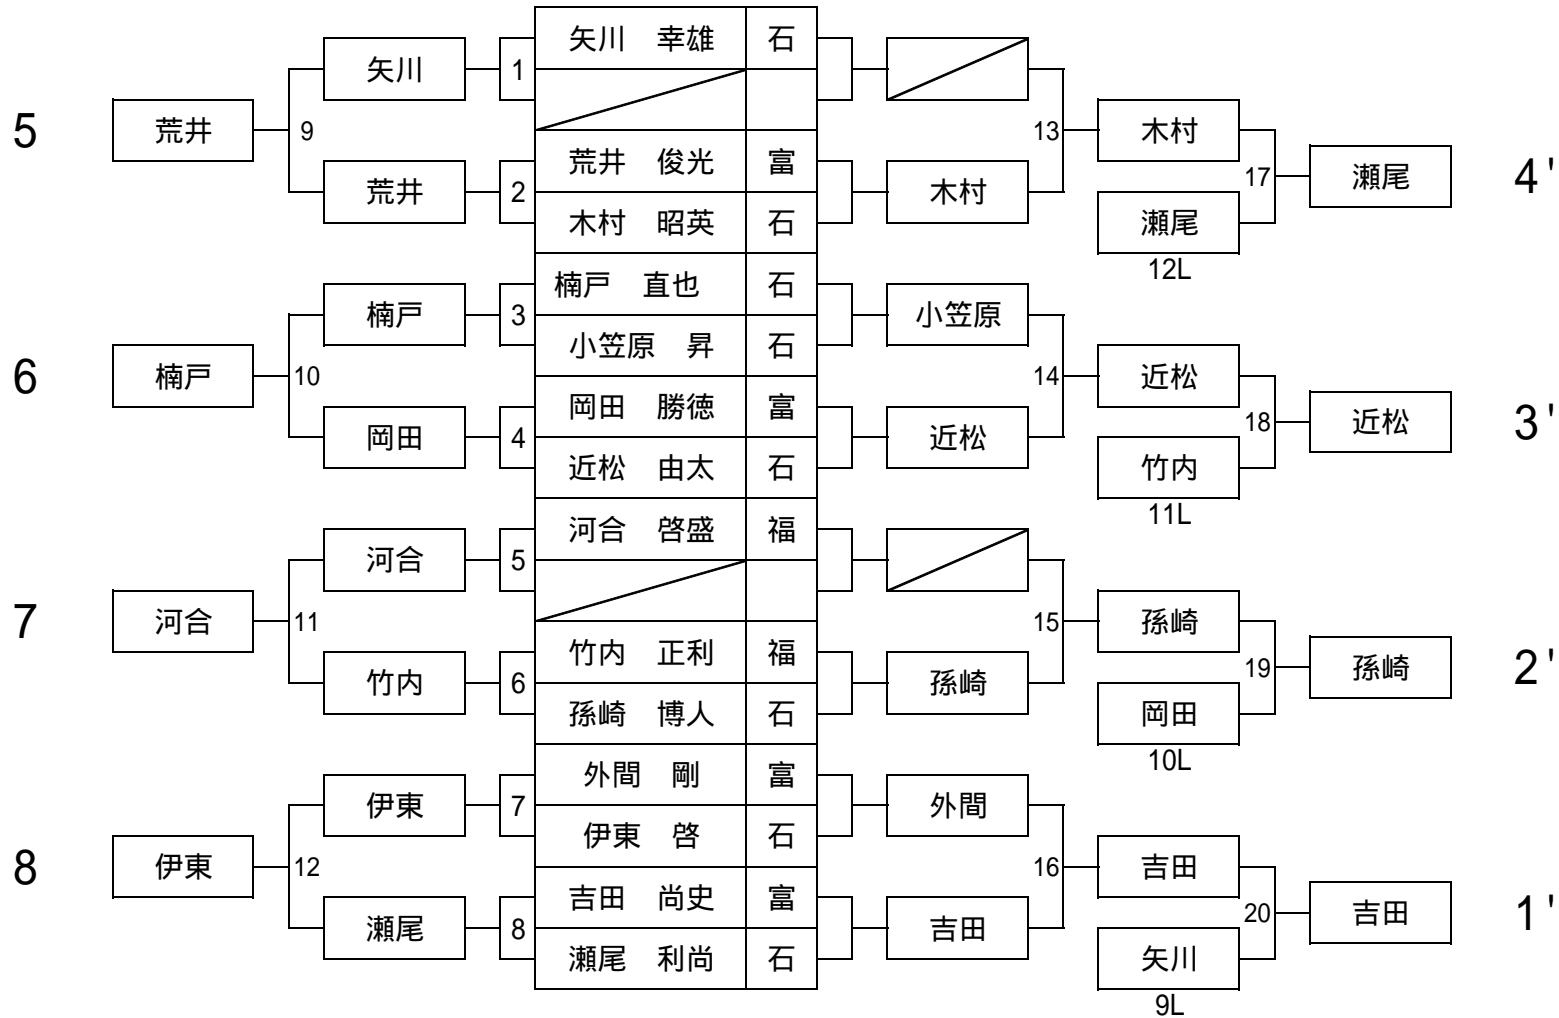 矢川 幸雄 石
矢川 1
5 荒井 9 13 木村
荒井 俊光 富
荒井 2 木村 17 瀬尾 4'
木村 昭英 石 瀬尾
12L
楠戸 直也 石
楠戸 3 小笠原
小笠原 昇 石
6 楠戸 10 14 近松
岡田 勝徳 富
岡田 4 近松 18 近松 3'
近松 由太 石 竹内
11L
河合 啓盛 福
河合 5
7 河合 11 15 孫崎
竹内 正利 福
竹内 6 孫崎 19 孫崎 2'
孫崎 博人 石 岡田
10L
外間 剛 富
伊東 7 外間
伊東 啓 石
8 伊東 12 16 吉田
吉田 尚史 富
瀬尾 8 吉田 20 吉田 1'
瀬尾 利尚 石 矢川
9L